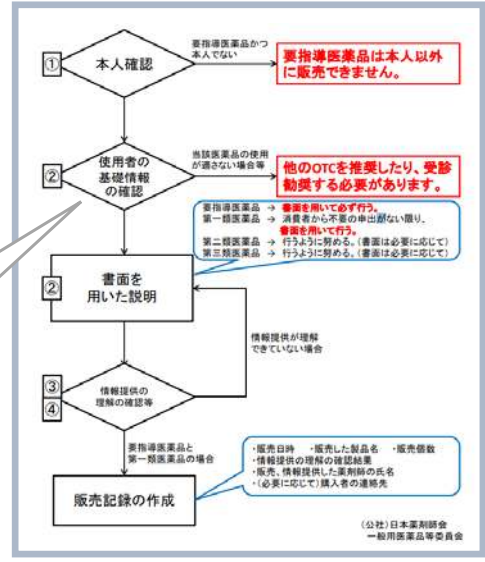 ①
本人確認
要指導医薬品かつ
本人でない
要指導医薬品は本人以外
に販売できません。
②
使用者の
基礎情報
の確認
当該医薬品の使用
が適さない場合等
他のOTCを推奨したり、受診
勧奨する必要があります。
要指導医薬品 → 書面を用いて必ず行う。
第一類医薬品 → 消費者から不要の申出がない限り、
書面を用いて行う。
第二類医薬品 → 行うように努める。(書面は必要に応じて)
第三類医薬品 → 行うように努める。(書面は必要に応じて)
②
書面を
用いた説明
情報提供が理解
できていない場合
③
④
情報提供の
理解の確認等
要指導医薬品と
第一類医薬品の場合
販売記録の作成
・販売日時 ・販売した製品名 ・販売個数
・情報提供の理解の確認結果
・販売、情報提供した薬剤師の氏名
・(必要に応じて)購入者の連絡先
(公社)日本薬剤師会
一般用医薬品等委員会